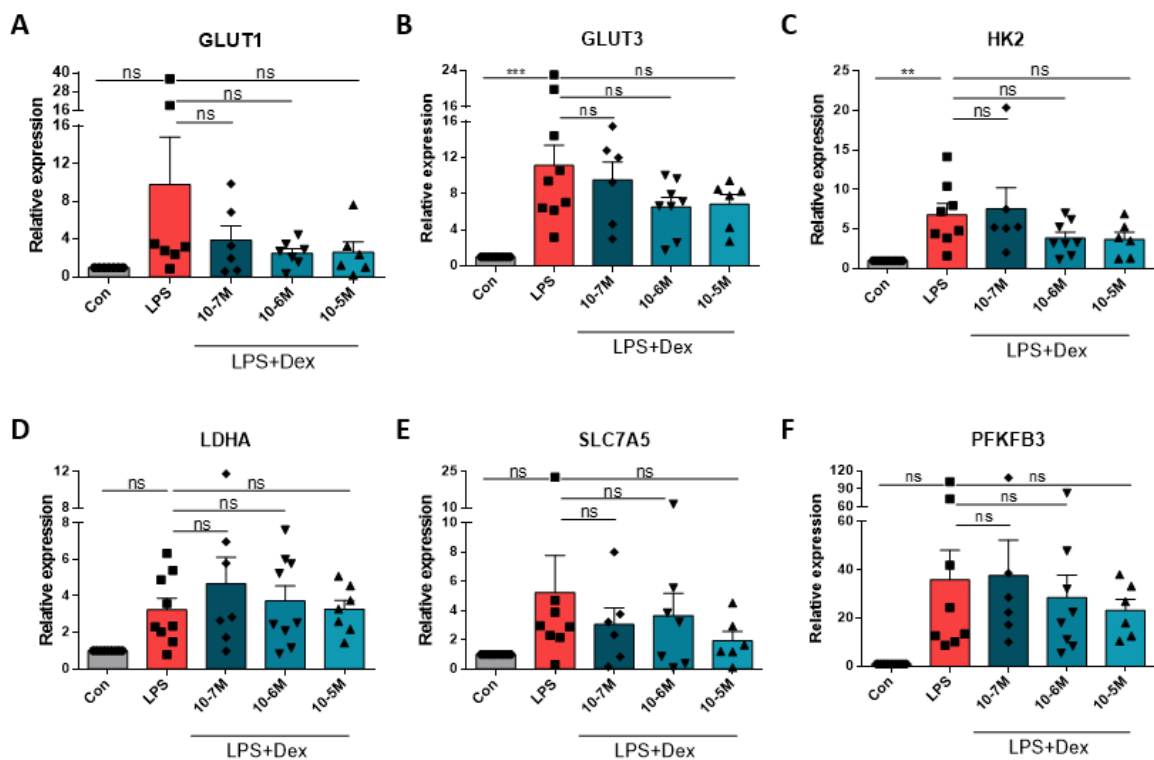 A
GLUT1
Relative expression
40
28
16
16
12
8
4
0
ns
ns
ns
ns
Con
LPS
10-7M
10-6M
10-5M
LPS+Dex
B
GLUT3
Relative expression
24
16
16
12
8
4
0
***
ns
ns
ns
Con
LPS
10-7M
10-6M
10-5M
LPS+Dex
C
HK2
Relative expression
25
20
15
10
5
0
**
ns
ns
ns
Con
LPS
10-7M
10-6M
10-5M
LPS+Dex
D
LDHA
Relative expression
12
8
8
6
4
2
0
ns
ns
ns
ns
Con
LPS
10-7M
10-6M
10-5M
LPS+Dex
E
SLC7A5
Relative expression
25
10
10
8
6
4
2
0
ns
ns
ns
ns
Con
LPS
10-7M
10-6M
10-5M
LPS+Dex
F
PFKFB3
Relative expression
120
90
60
60
40
20
0
ns
ns
ns
ns
Con
LPS
10-7M
10-6M
10-5M
LPS+Dex